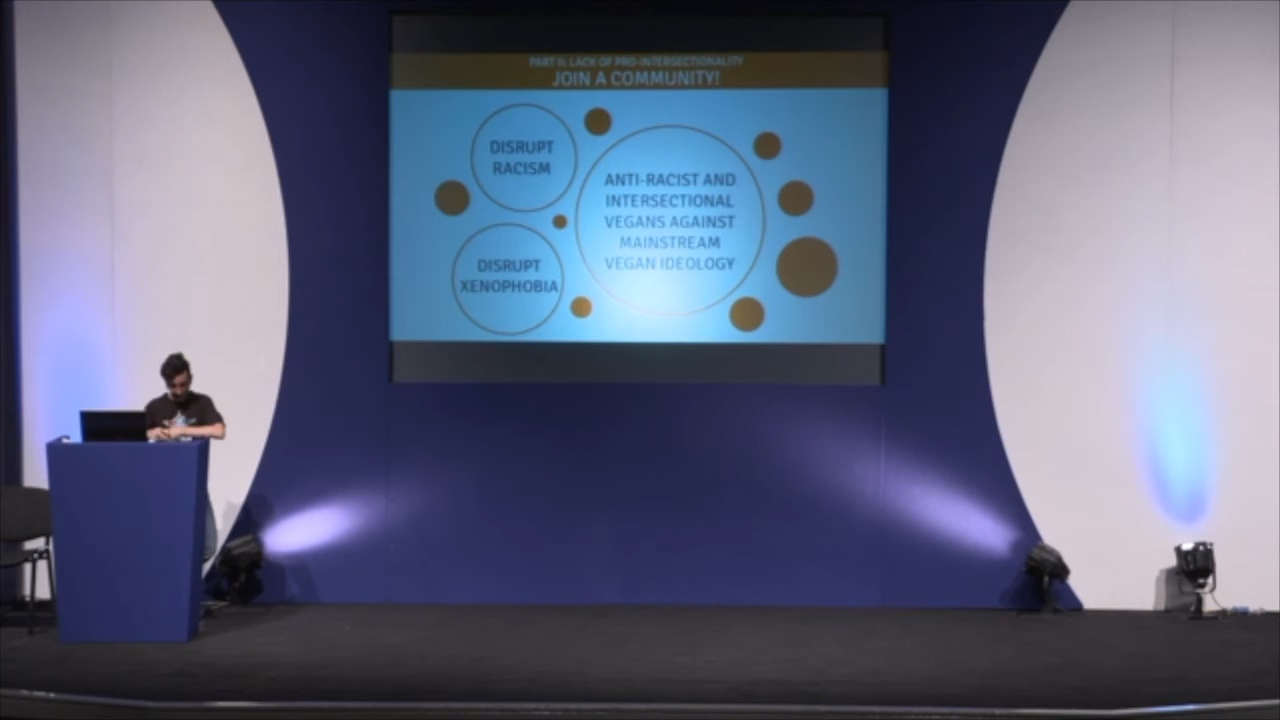 PART II: LACK OF PRO-INTERSECTIONALITY
JOIN A COMMUNITY!
DISRUPT
RACISM
ANTI-RACIST AND
INTERSECTIONAL
VEGANS AGAINST
MAINSTREAM
VEGAN IDEOLOGY
DISRUPT
XENOPHOBIA